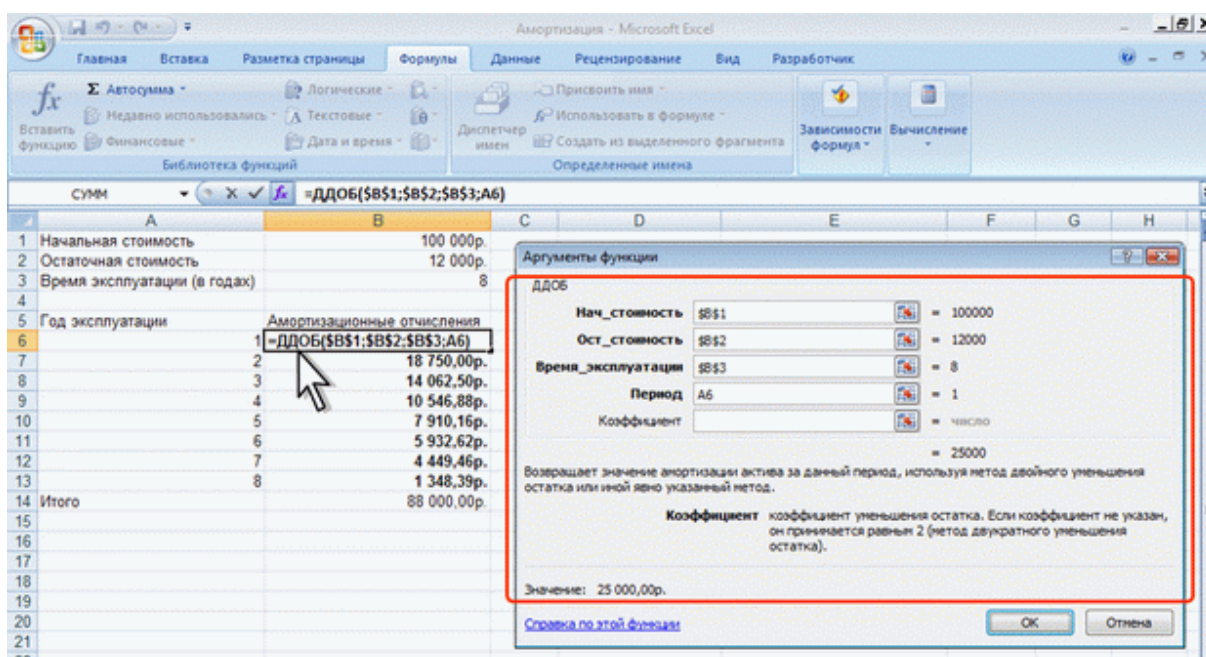 Амортизация - Microsoft Excel
Главная Вставка Разметка страницы Формулы Данные Рецензирование Вид Разработчик
Σ Автосумма
Недавно использовались
Финансовые
Вставить функцию
Логические
Текстовые
Дата и время
Библиотека функций
Диспетчер имен
Присвоить имя
Использовать в формуле
Создать из выделенного фрагмента
Определенные имена
Зависимости формул
Вычисление
СУММ fx =ДДОБ($B$1;$B$2;$B$3;A6)
A B C D E F G H
1 Начальная стоимость 100 000р.
2 Остаточная стоимость 12 000р.
3 Время эксплуатации (в годах) 8
4
5 Год эксплуатации Амортизационные отчисления
6 1 =ДДОБ($B$1;$B$2;$B$3;A6)
7 2 18 750,00р.
8 3 14 062,50р.
9 4 10 546,88р.
10 5 7 910,16р.
11 6 5 932,62р.
12 7 4 449,46р.
13 8 1 348,39р.
14 Итого 88 000,00р.
15
16
17
18
19
20
21
Аргументы функции
ДДОБ
Нач_стоимость $B$1 = 100000
Ост_стоимость $B$2 = 12000
Время_эксплуатации $B$3 = 8
Период A6 = 1
Коэффициент = число
= 25000
Возвращает значение амортизации актива за данный период, используя метод двойного уменьшения
остатка или иной явно указанный метод.
Коэффициент коэффициент уменьшения остатка. Если коэффициент не указан,
он принимается равным 2 (метод двукратного уменьшения
остатка).
Значение: 25 000,00р.
Справка по этой функции OK Отмена